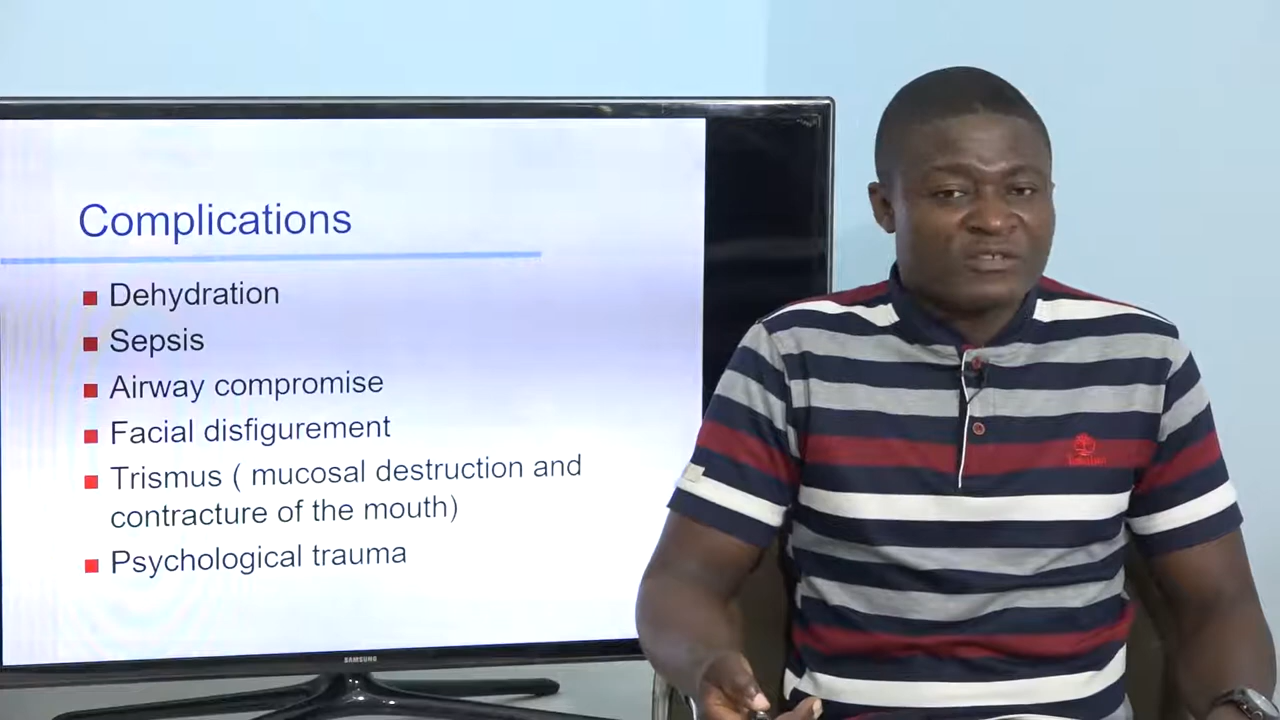 Complications
Dehydration
Sepsis
Airway compromise
Facial disfigurement
Trismus ( mucosal destruction and
contracture of the mouth)
Psychological trauma
SAMSUNG